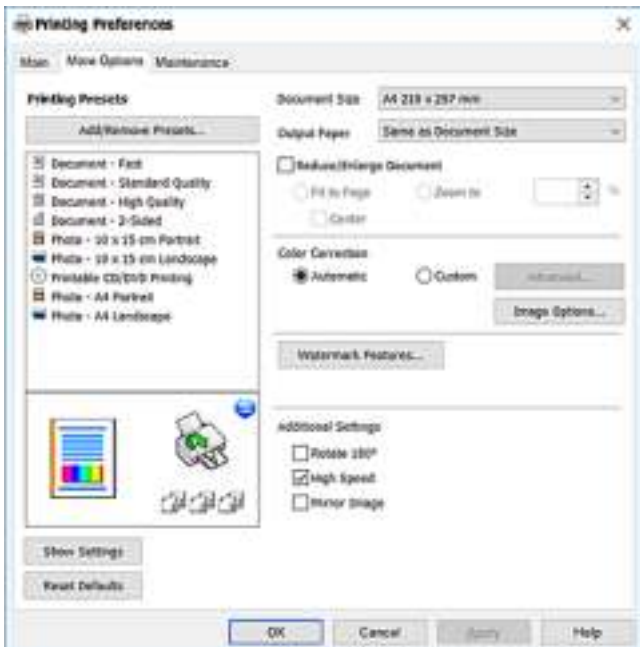 Printing Preferences
Main More Options Maintenance
Printing Presets
Add/Remove Presets...
Document - Fast
Document - Standard Quality
Document - High Quality
Document - 2-Sided
Photo - 10 x 15 cm Portrait
Photo - 10 x 15 cm Landscape
Printable CD/DVD Printing
Photo - A4 Portrait
Photo - A4 Landscape
Show Settings
Reset Defaults
Document Size A4 210 x 297 mm
Output Paper Same as Document Size
Reduce/Enlarge Document
Fit to Page Zoom to %
Center
Color Correction
Automatic Custom Advanced...
Image Options...
Watermark Features...
Additional Settings
Rotate 180°
High Speed
Mirror Image
OK Cancel Apply Help